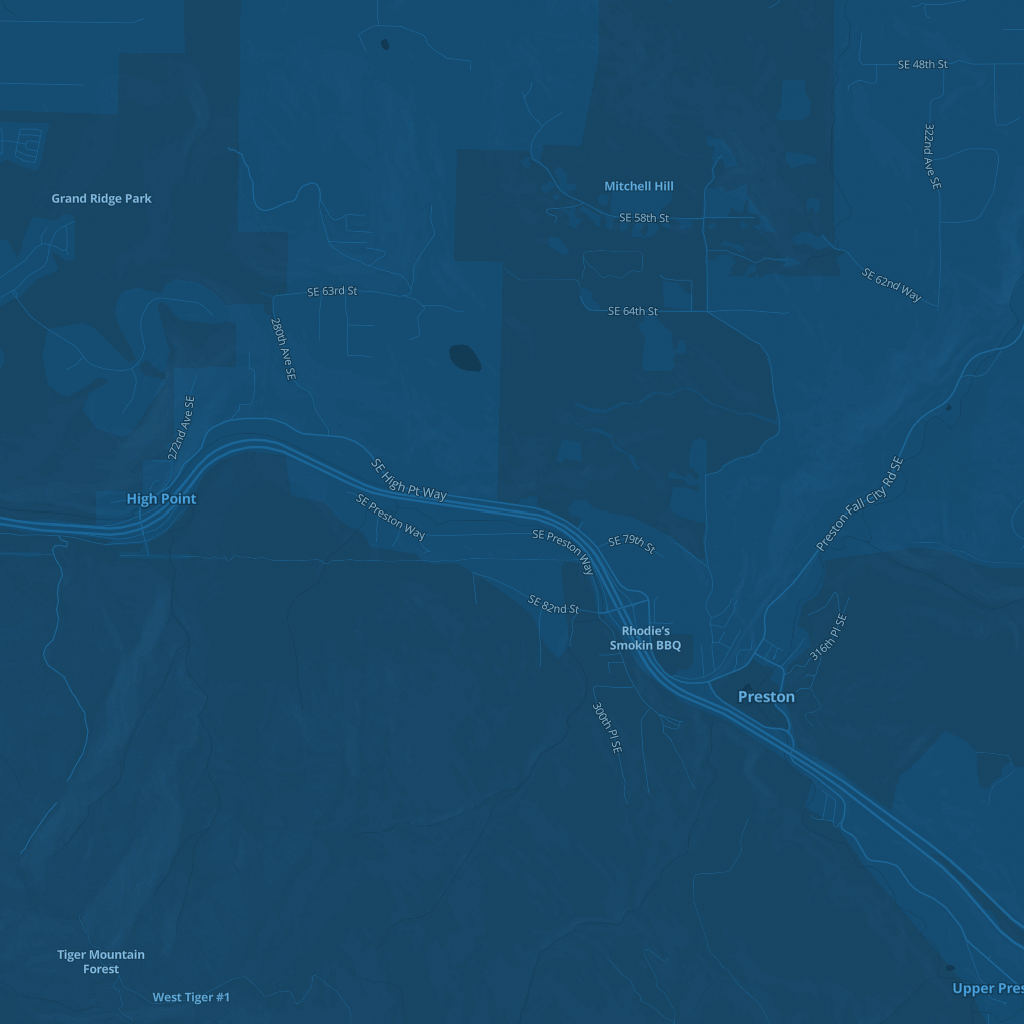 SE 48th St
322nd Ave SE
Mitchell Hill
Grand Ridge Park
SE 58th St
SE 62nd Way
SE 63rd St
SE 64th St
280th Ave SE
272nd Ave SE
SE High Pt Way
High Point
SE Preston Way
Preston Fall City Rd SE
SE Preston Way
SE 79th St
SE 82nd St
Rhodie's
Smokin BBQ
316th Pl SE
Preston
300th Pl SE
Tiger Mountain
Forest
West Tiger #1
Upper Pres